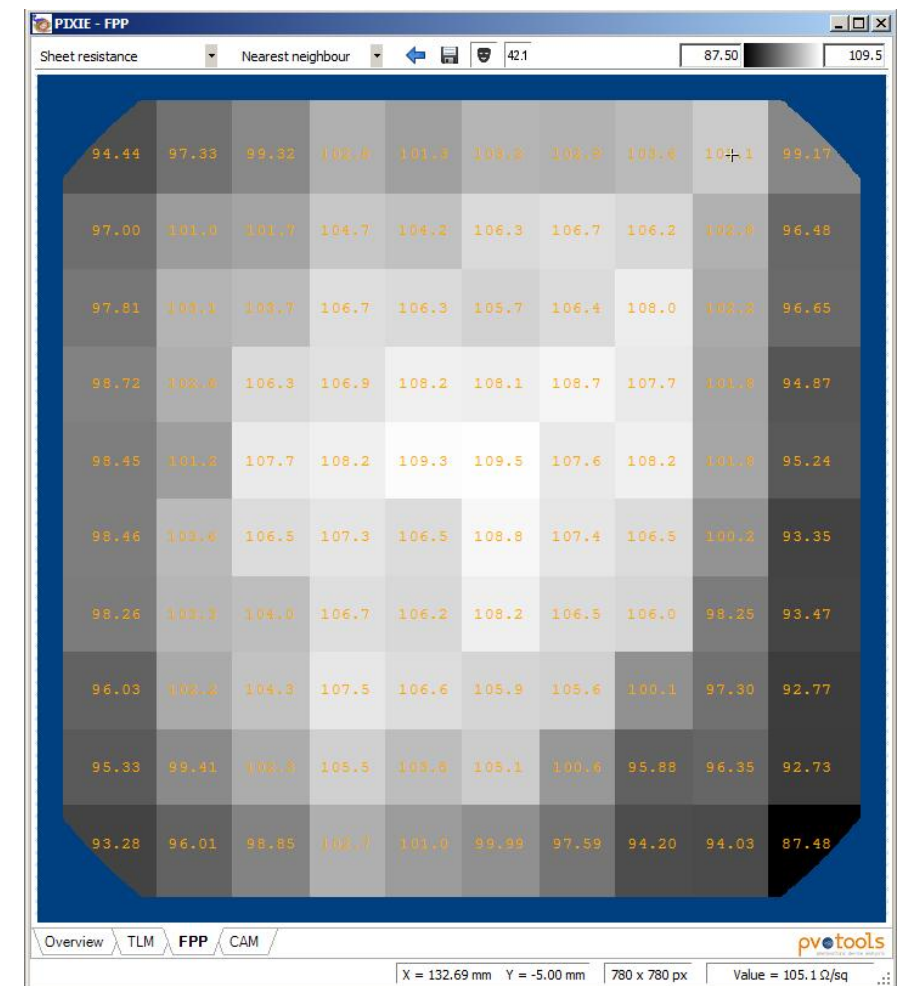 PIXIE - FPP
Sheet resistance Nearest neighbour 42.1 87.50 109.5
94.44 97.33 99.32 105.1 99.17
97.00 101.0 101.7 104.7 104.2 106.3 106.7 106.2 96.48
97.81 103.1 103.7 106.7 106.3 105.7 106.4 108.0 96.65
98.72 106.3 106.9 108.2 108.1 108.7 107.7 94.87
98.45 101.2 107.7 108.2 109.3 109.5 107.6 108.2 95.24
98.46 103.6 106.5 107.3 106.5 108.8 107.4 106.5 100.2 93.35
98.26 104.0 106.7 106.2 108.2 106.5 106.0 98.25 93.47
96.03 102.2 104.3 107.5 106.6 105.9 105.6 100.1 97.30 92.77
95.33 99.41 105.5 105.1 100.6 95.88 96.35 92.73
93.28 96.01 98.85 101.0 99.99 97.59 94.20 94.03 87.48
Overview TLM FPP CAM pvtools
X = 132.69 mm Y = -5.00 mm 780 x 780 px Value = 105.1 Ω/sq